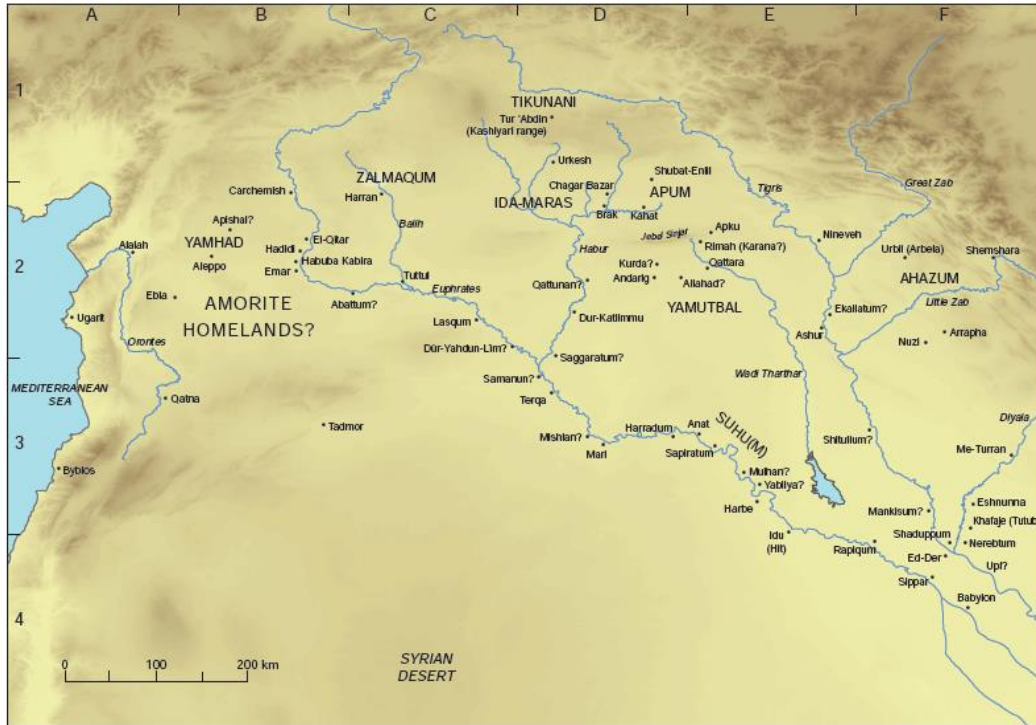 A B C D E F
1
2
3
4
TIKUNANI
Tur 'Abdin
(Kashiyari range)
Urkesh
Shubat-Enlil
ZALMAQUM
Chagar Bazar
APUM
Carchemish
Harran
IDA-MARAS
Brak
Kahat
Tigris
Great Zab
Apishal?
Balih
Alalah
YAMHAD
El-Qitar
Habur
Jebel Sinjar
Apku
Nineveh
Rimah (Karana?)
Urbil (Arbela)
Shemshara
Hadidi
Aleppo
Habuba Kabira
Kurda?
Qattara
Emar
Tuttul
Qattunan?
Andarig
Allahad?
AHAZUM
Ebla
AMORITE
HOMELANDS?
Abattum?
Euphrates
YAMUTBAL
Little Zab
Ugarit
Lasqum
Dur-Katlimmu
Ekallatum?
Ashur
Arrapha
Nuzi
Orontes
Dūr-Yahdun-Lîm?
Saggaratum?
MEDITERRANEAN
SEA
Samanun?
Wadi Tharthar
Qatna
Terqa
Diyala
Tadmor
Mishlan?
Mari
Harradum
Anat
SUHU(M)
Sapiratum
Shitullum?
Me-Turran
Byblos
Mulhan?
Yabliya?
Harbe
Mankisum?
Eshnunna
Khafaje (Tutub
Idu
(Hit)
Rapiqum
Shaduppum
Nerebtum
Ed-Der
Upi?
Sippar
Babylon
0 100 200 km
SYRIAN
DESERT